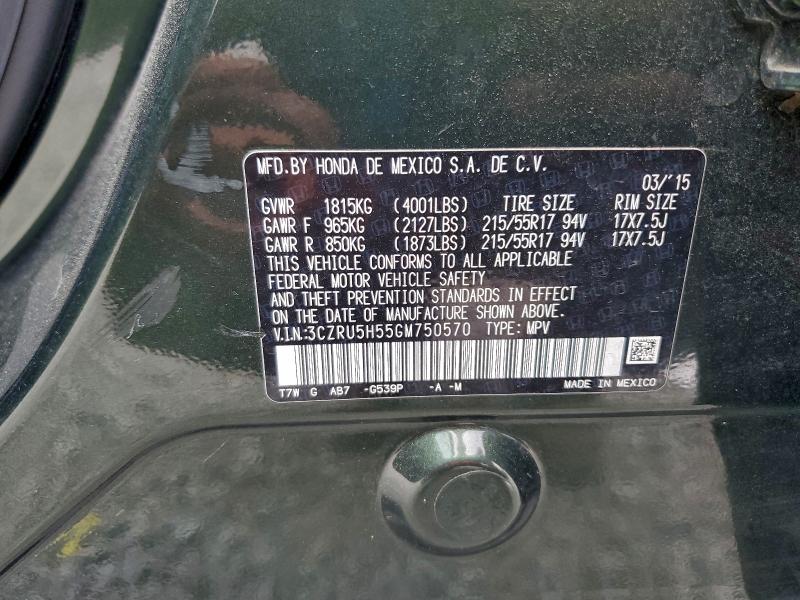 MFD.BY HONDA DE MEXICO S.A. DE C.V.
03/'15
GVWR 1815KG (4001LBS) TIRE SIZE RIM SIZE
GAWR F 965KG (2127LBS) 215/55R17 94V 17X7.5J
GAWR R 850KG (1873LBS) 215/55R17 94V 17X7.5J
THIS VEHICLE CONFORMS TO ALL APPLICABLE
FEDERAL MOTOR VEHICLE SAFETY
AND THEFT PREVENTION STANDARDS IN EFFECT
ON THE DATE OF MANUFACTURE SHOWN ABOVE.
V.I.N:3CZRU5H55GM750570 TYPE: MPV
T7W G AB7 -G539P -A -M MADE IN MEXICO